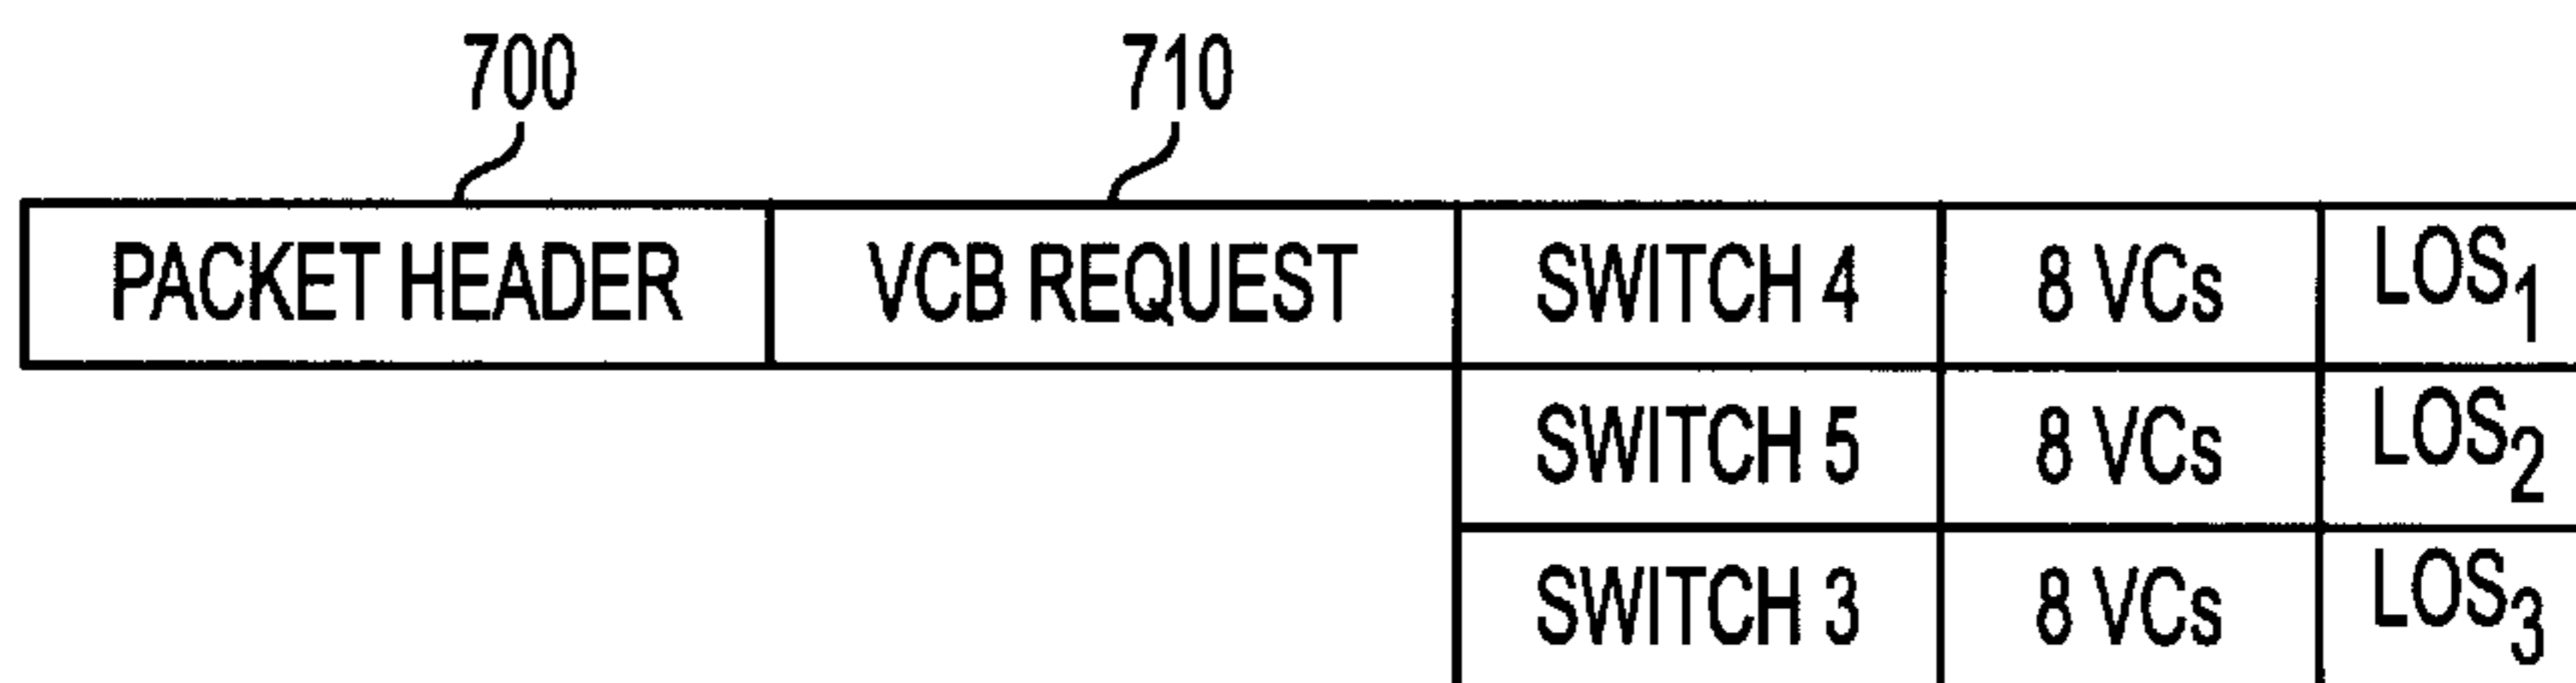 700 710
PACKET HEADER VCB REQUEST SWITCH 4 8 VCs LOS₁
SWITCH 5 8 VCs LOS₂
SWITCH 3 8 VCs LOS₃